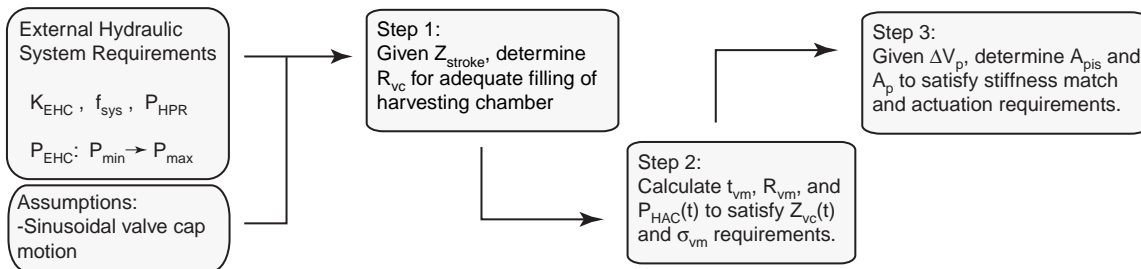 External Hydraulic
System Requirements
K_EHC , f_sys , P_HPR
P_EHC: P_min → P_max
Assumptions:
-Sinusoidal valve cap
motion
Step 1:
Given Z_stroke, determine
R_vc for adequate filling of
harvesting chamber
Step 2:
Calculate t_vm, R_vm, and
P_HAC(t) to satisfy Z_vc(t)
and σ_vm requirements.
Step 3:
Given ΔV_p, determine A_pis and
A_p to satisfy stiffness match
and actuation requirements.